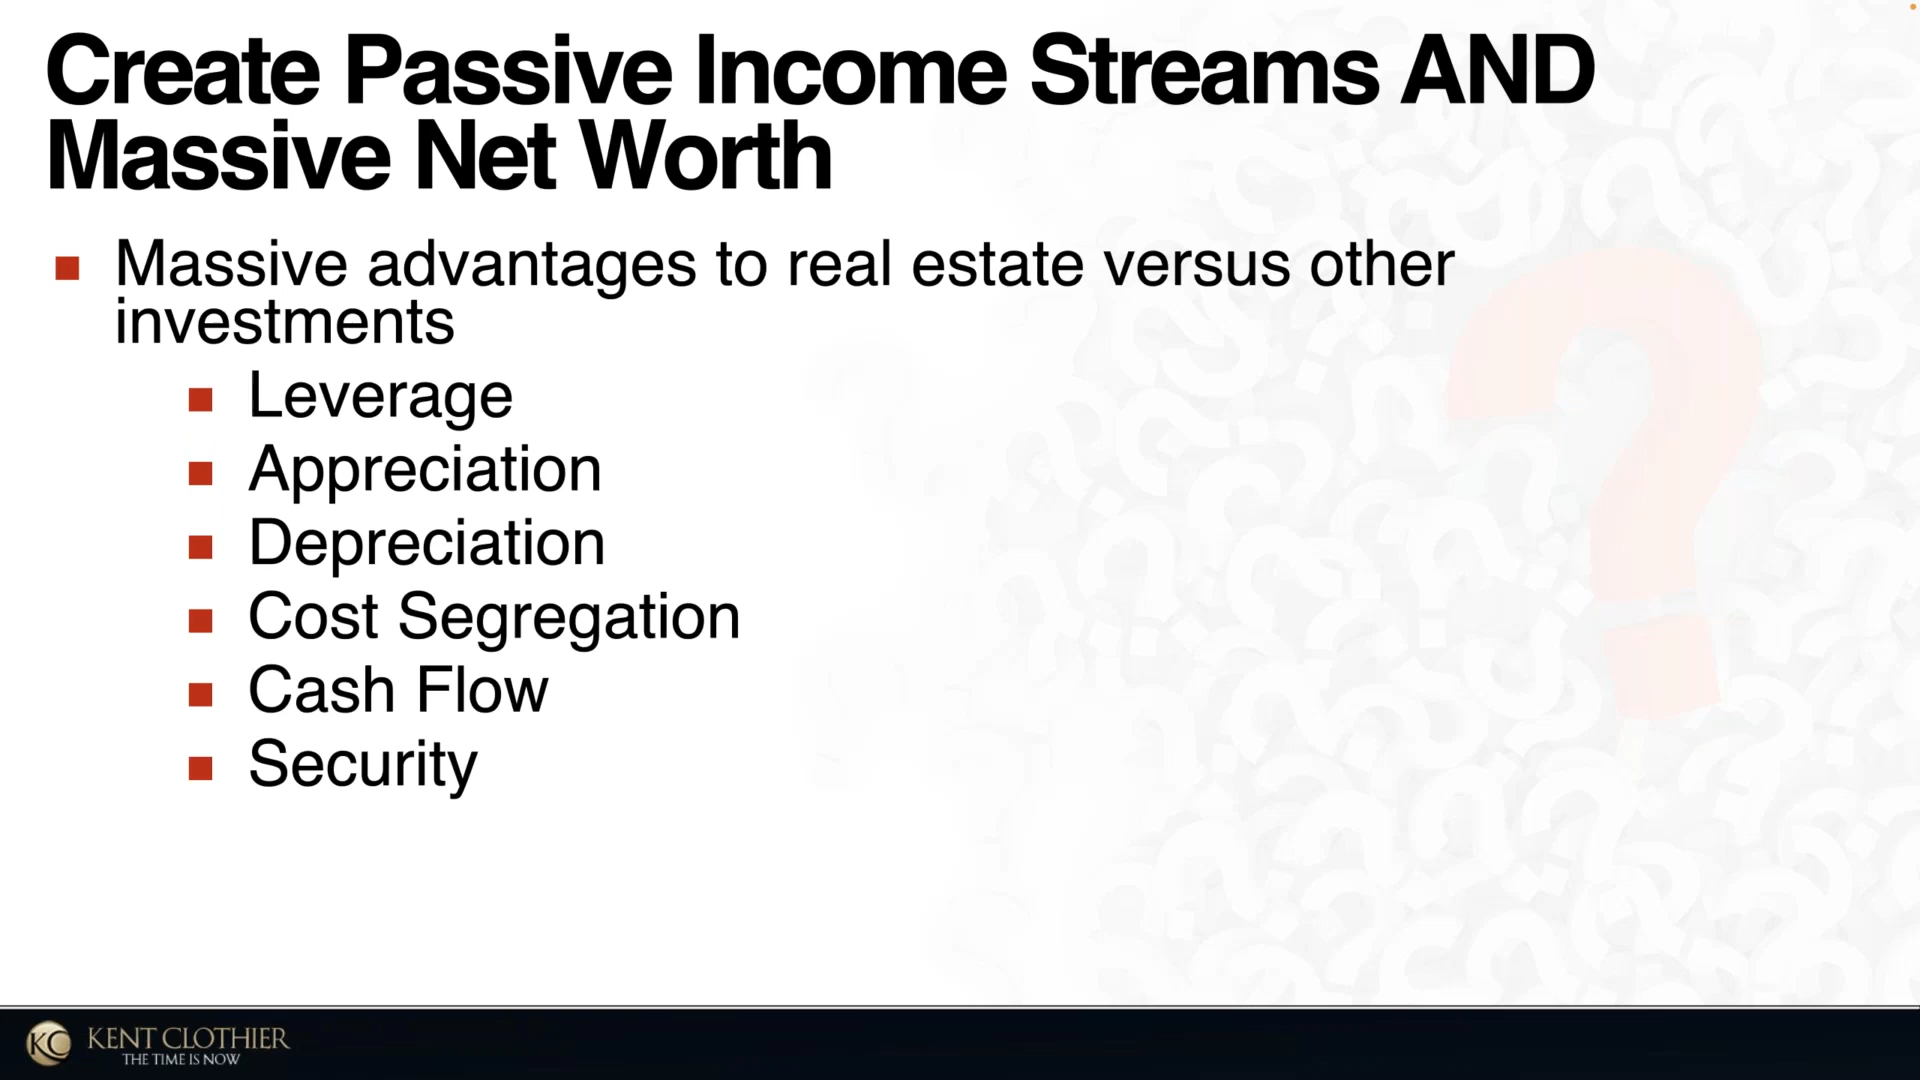 Create Passive Income Streams AND
Massive Net Worth
Massive advantages to real estate versus other
investments
Leverage
Appreciation
Depreciation
Cost Segregation
Cash Flow
Security
KC KENT CLOTHIER
THE TIME IS NOW